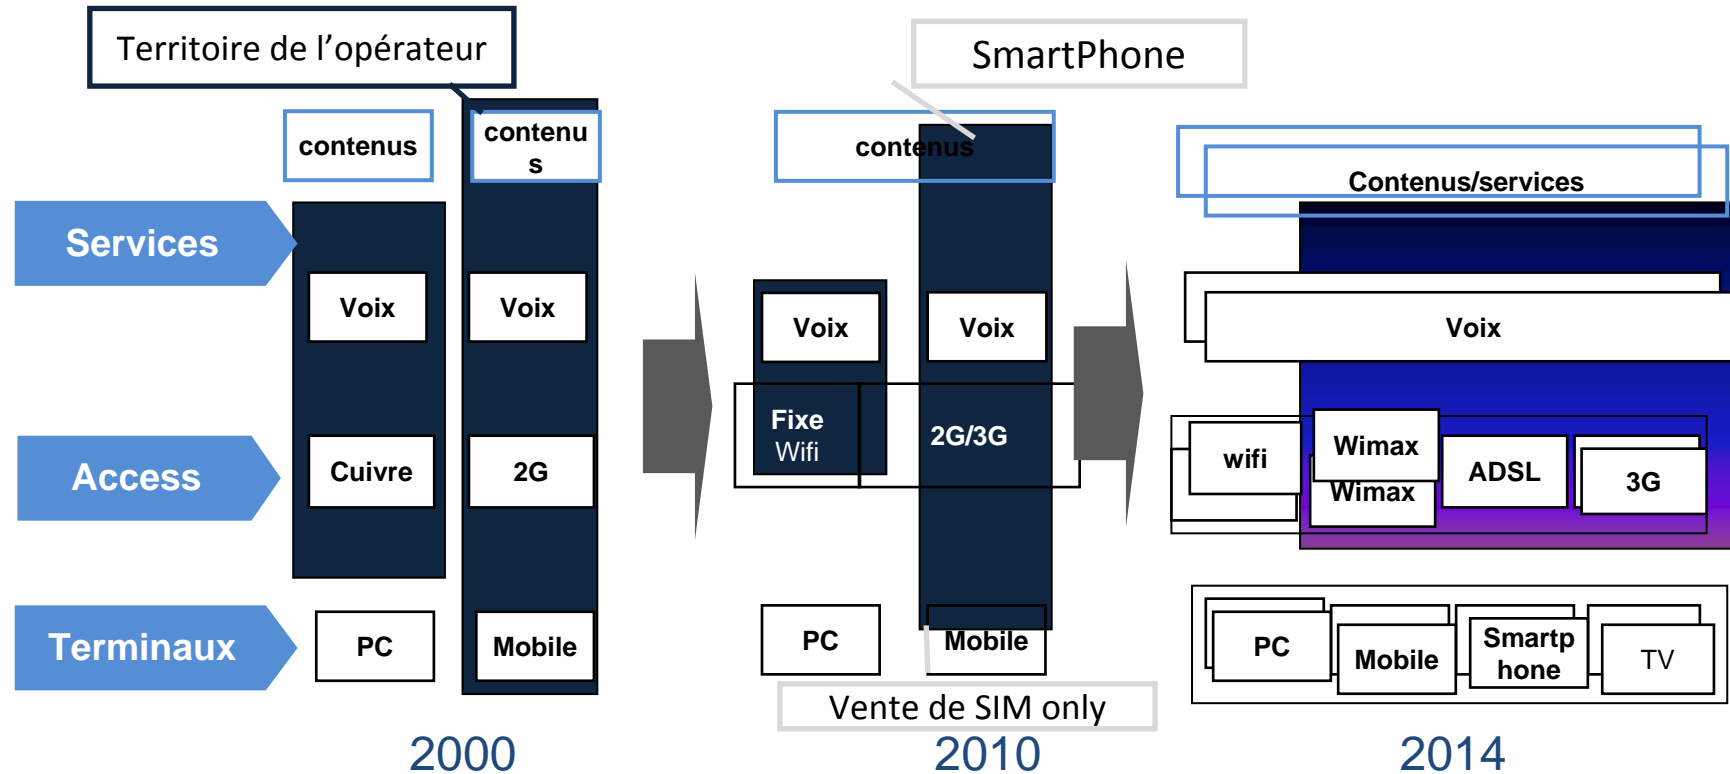 Territoire de l’opérateur
SmartPhone
contenus
contenu
s
contenus
Contenus/services
Services
Voix
Voix
Voix
Voix
Voix
Access
Cuivre
2G
Fixe
Wifi
2G/3G
wifi
Wimax
Wimax
ADSL
3G
Terminaux
PC
Mobile
PC
Mobile
PC
Mobile
Smartp
hone
TV
Vente de SIM only
2000
2010
2014